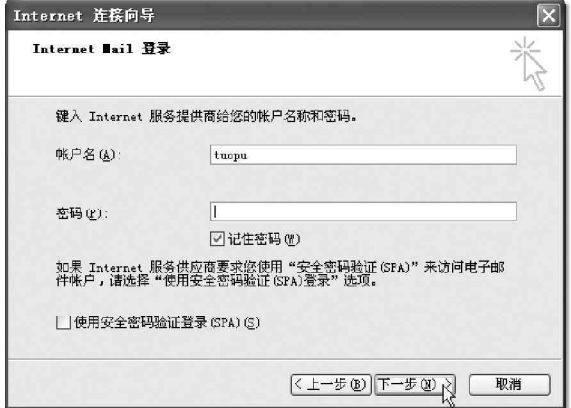 Internet 连接向导
Internet Mail 登录
键入 Internet 服务提供商给您的帐户名称和密码。
帐户名(A):
tuopu
密码(P):
记住密码(W)
如果 Internet 服务供应商要求您使用“安全密码验证(SPA)”来访问电子邮
件帐户，请选择“使用安全密码验证(SPA)登录”选项。
使用安全密码验证登录(SPA)(S)
< 上一步(B) 下一步(N) > 取消